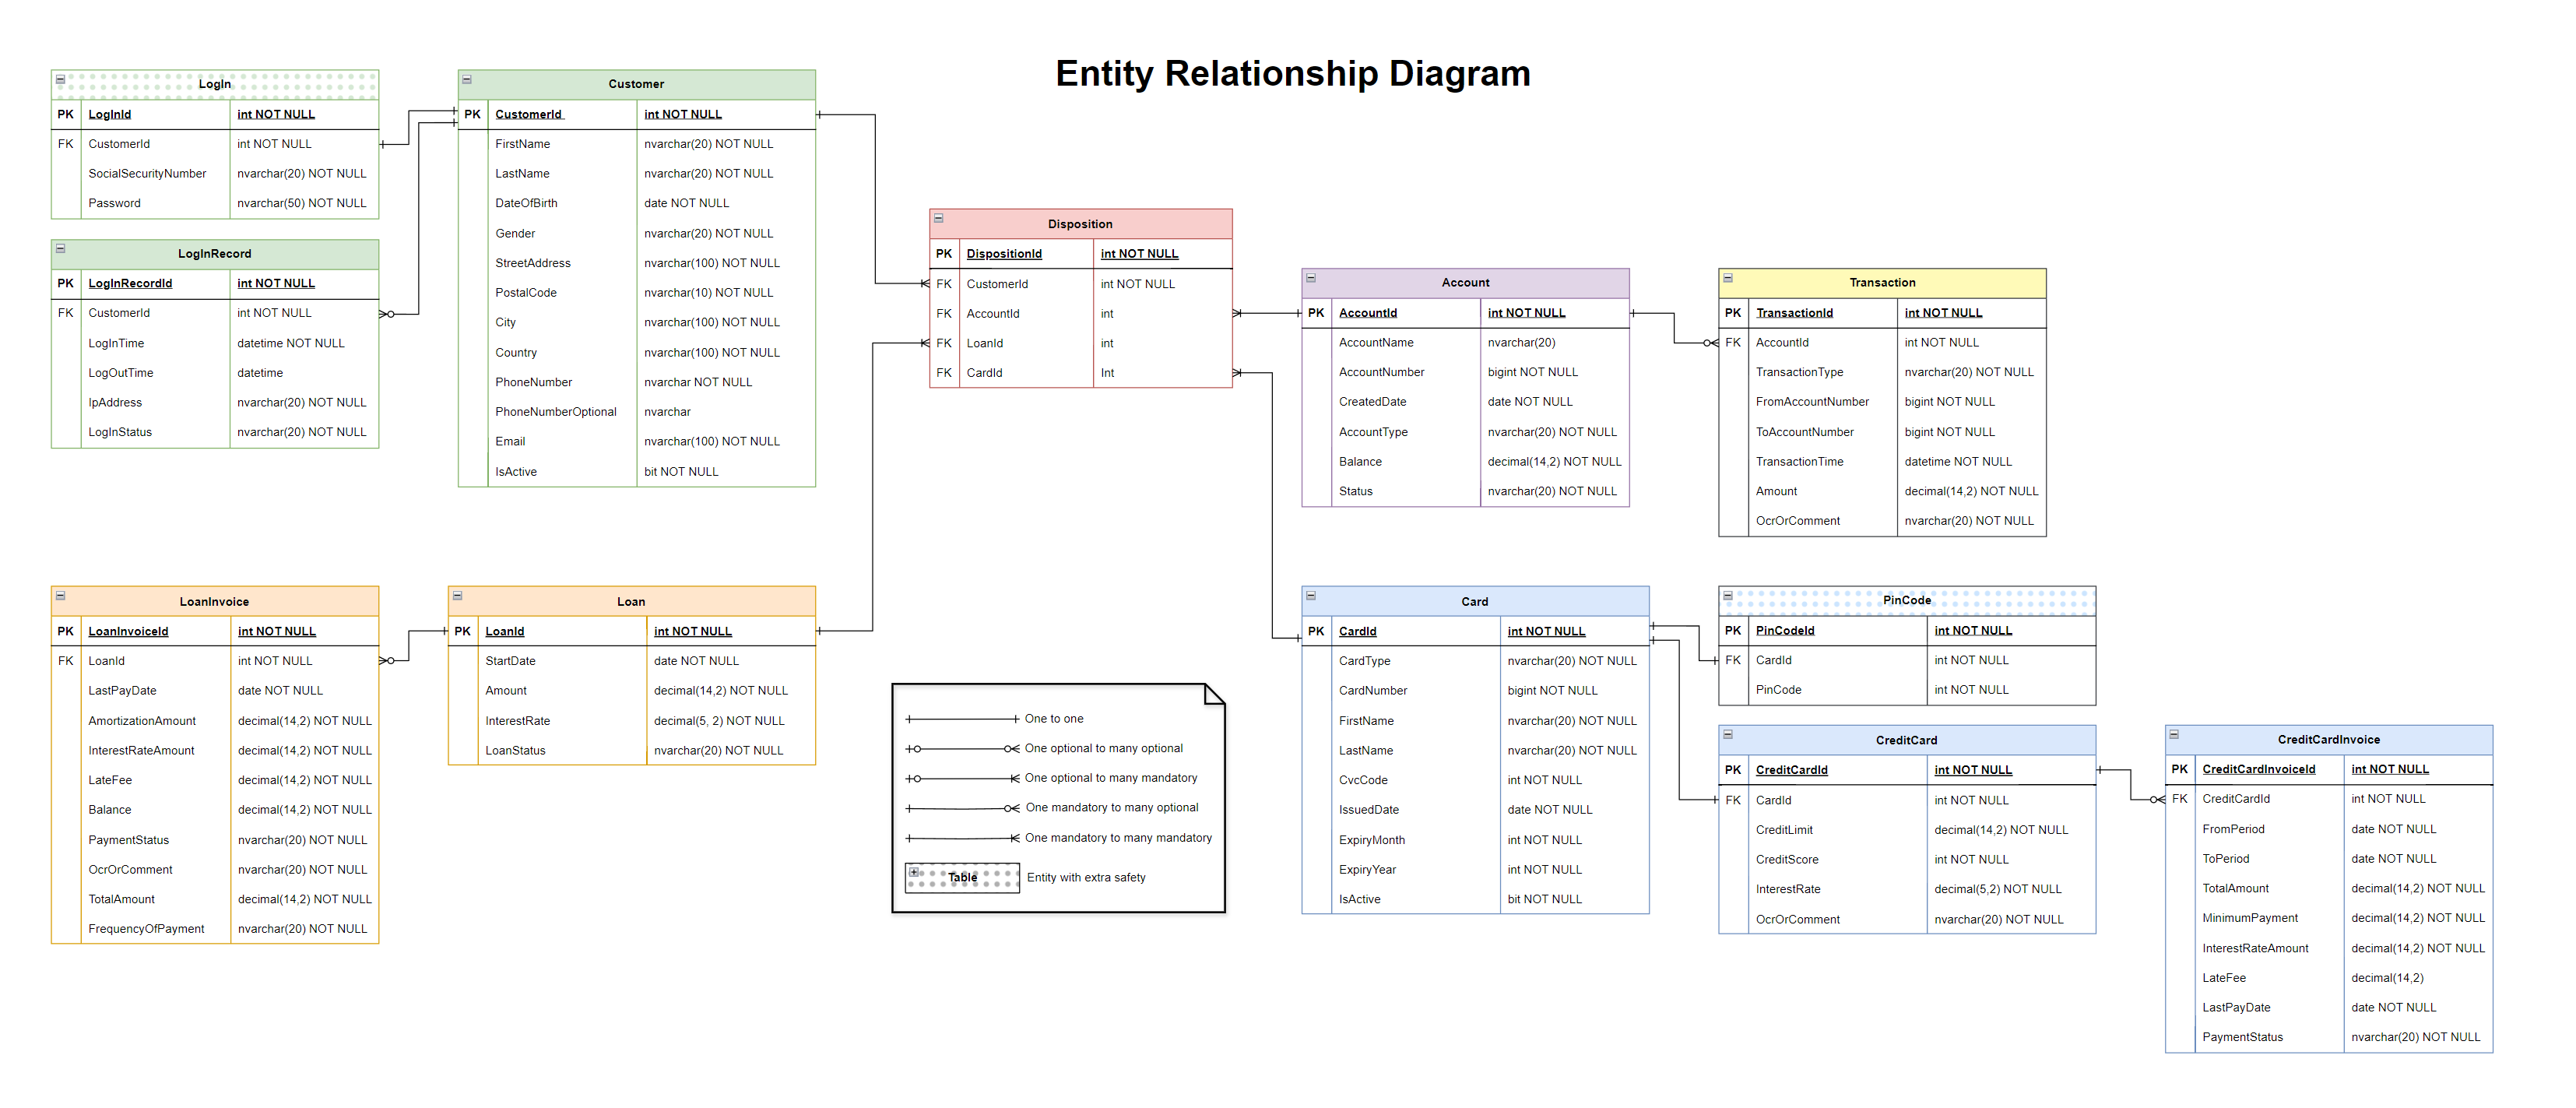 Entity Relationship Diagram
LogIn
PK LogInId int NOT NULL
FK CustomerId int NOT NULL
SocialSecurityNumber nvarchar(20) NOT NULL
Password nvarchar(50) NOT NULL
LogInRecord
PK LogInRecordId int NOT NULL
FK CustomerId int NOT NULL
LogInTime datetime NOT NULL
LogOutTime datetime
IpAddress nvarchar(20) NOT NULL
LogInStatus nvarchar(20) NOT NULL
Customer
PK CustomerId int NOT NULL
FirstName nvarchar(20) NOT NULL
LastName nvarchar(20) NOT NULL
DateOfBirth date NOT NULL
Gender nvarchar(20) NOT NULL
StreetAddress nvarchar(100) NOT NULL
PostalCode nvarchar(10) NOT NULL
City nvarchar(100) NOT NULL
Country nvarchar(100) NOT NULL
PhoneNumber nvarchar NOT NULL
PhoneNumberOptional nvarchar
Email nvarchar(100) NOT NULL
IsActive bit NOT NULL
Disposition
PK DispositionId int NOT NULL
FK CustomerId int NOT NULL
FK AccountId int
FK LoanId int
FK CardId Int
Account
PK AccountId int NOT NULL
AccountName nvarchar(20)
AccountNumber bigint NOT NULL
CreatedDate date NOT NULL
AccountType nvarchar(20) NOT NULL
Balance decimal(14,2) NOT NULL
Status nvarchar(20) NOT NULL
Transaction
PK TransactionId int NOT NULL
FK AccountId int NOT NULL
TransactionType nvarchar(20) NOT NULL
FromAccountNumber bigint NOT NULL
ToAccountNumber bigint NOT NULL
TransactionTime datetime NOT NULL
Amount decimal(14,2) NOT NULL
OcrOrComment nvarchar(20) NOT NULL
LoanInvoice
PK LoanInvoiceId int NOT NULL
FK LoanId int NOT NULL
LastPayDate date NOT NULL
AmortizationAmount decimal(14,2) NOT NULL
InterestRateAmount decimal(14,2) NOT NULL
LateFee decimal(14,2) NOT NULL
Balance decimal(14,2) NOT NULL
PaymentStatus nvarchar(20) NOT NULL
OcrOrComment nvarchar(20) NOT NULL
TotalAmount decimal(14,2) NOT NULL
FrequencyOfPayment nvarchar(20) NOT NULL
Loan
PK LoanId int NOT NULL
StartDate date NOT NULL
Amount decimal(14,2) NOT NULL
InterestRate decimal(5, 2) NOT NULL
LoanStatus nvarchar(20) NOT NULL
One to one
One optional to many optional
One optional to many mandatory
One mandatory to many optional
One mandatory to many mandatory
Table Entity with extra safety
Card
PK CardId int NOT NULL
CardType nvarchar(20) NOT NULL
CardNumber bigint NOT NULL
FirstName nvarchar(20) NOT NULL
LastName nvarchar(20) NOT NULL
CvcCode int NOT NULL
IssuedDate date NOT NULL
ExpiryMonth int NOT NULL
ExpiryYear int NOT NULL
IsActive bit NOT NULL
PinCode
PK PinCodeId int NOT NULL
FK CardId int NOT NULL
PinCode int NOT NULL
CreditCard
PK CreditCardId int NOT NULL
FK CardId int NOT NULL
CreditLimit decimal(14,2) NOT NULL
CreditScore int NOT NULL
InterestRate decimal(5,2) NOT NULL
OcrOrComment nvarchar(20) NOT NULL
CreditCardInvoice
PK CreditCardInvoiceId int NOT NULL
FK CreditCardId int NOT NULL
FromPeriod date NOT NULL
ToPeriod date NOT NULL
TotalAmount decimal(14,2) NOT NULL
MinimumPayment decimal(14,2) NOT NULL
InterestRateAmount decimal(14,2) NOT NULL
LateFee decimal(14,2)
LastPayDate date NOT NULL
PaymentStatus nvarchar(20) NOT NULL